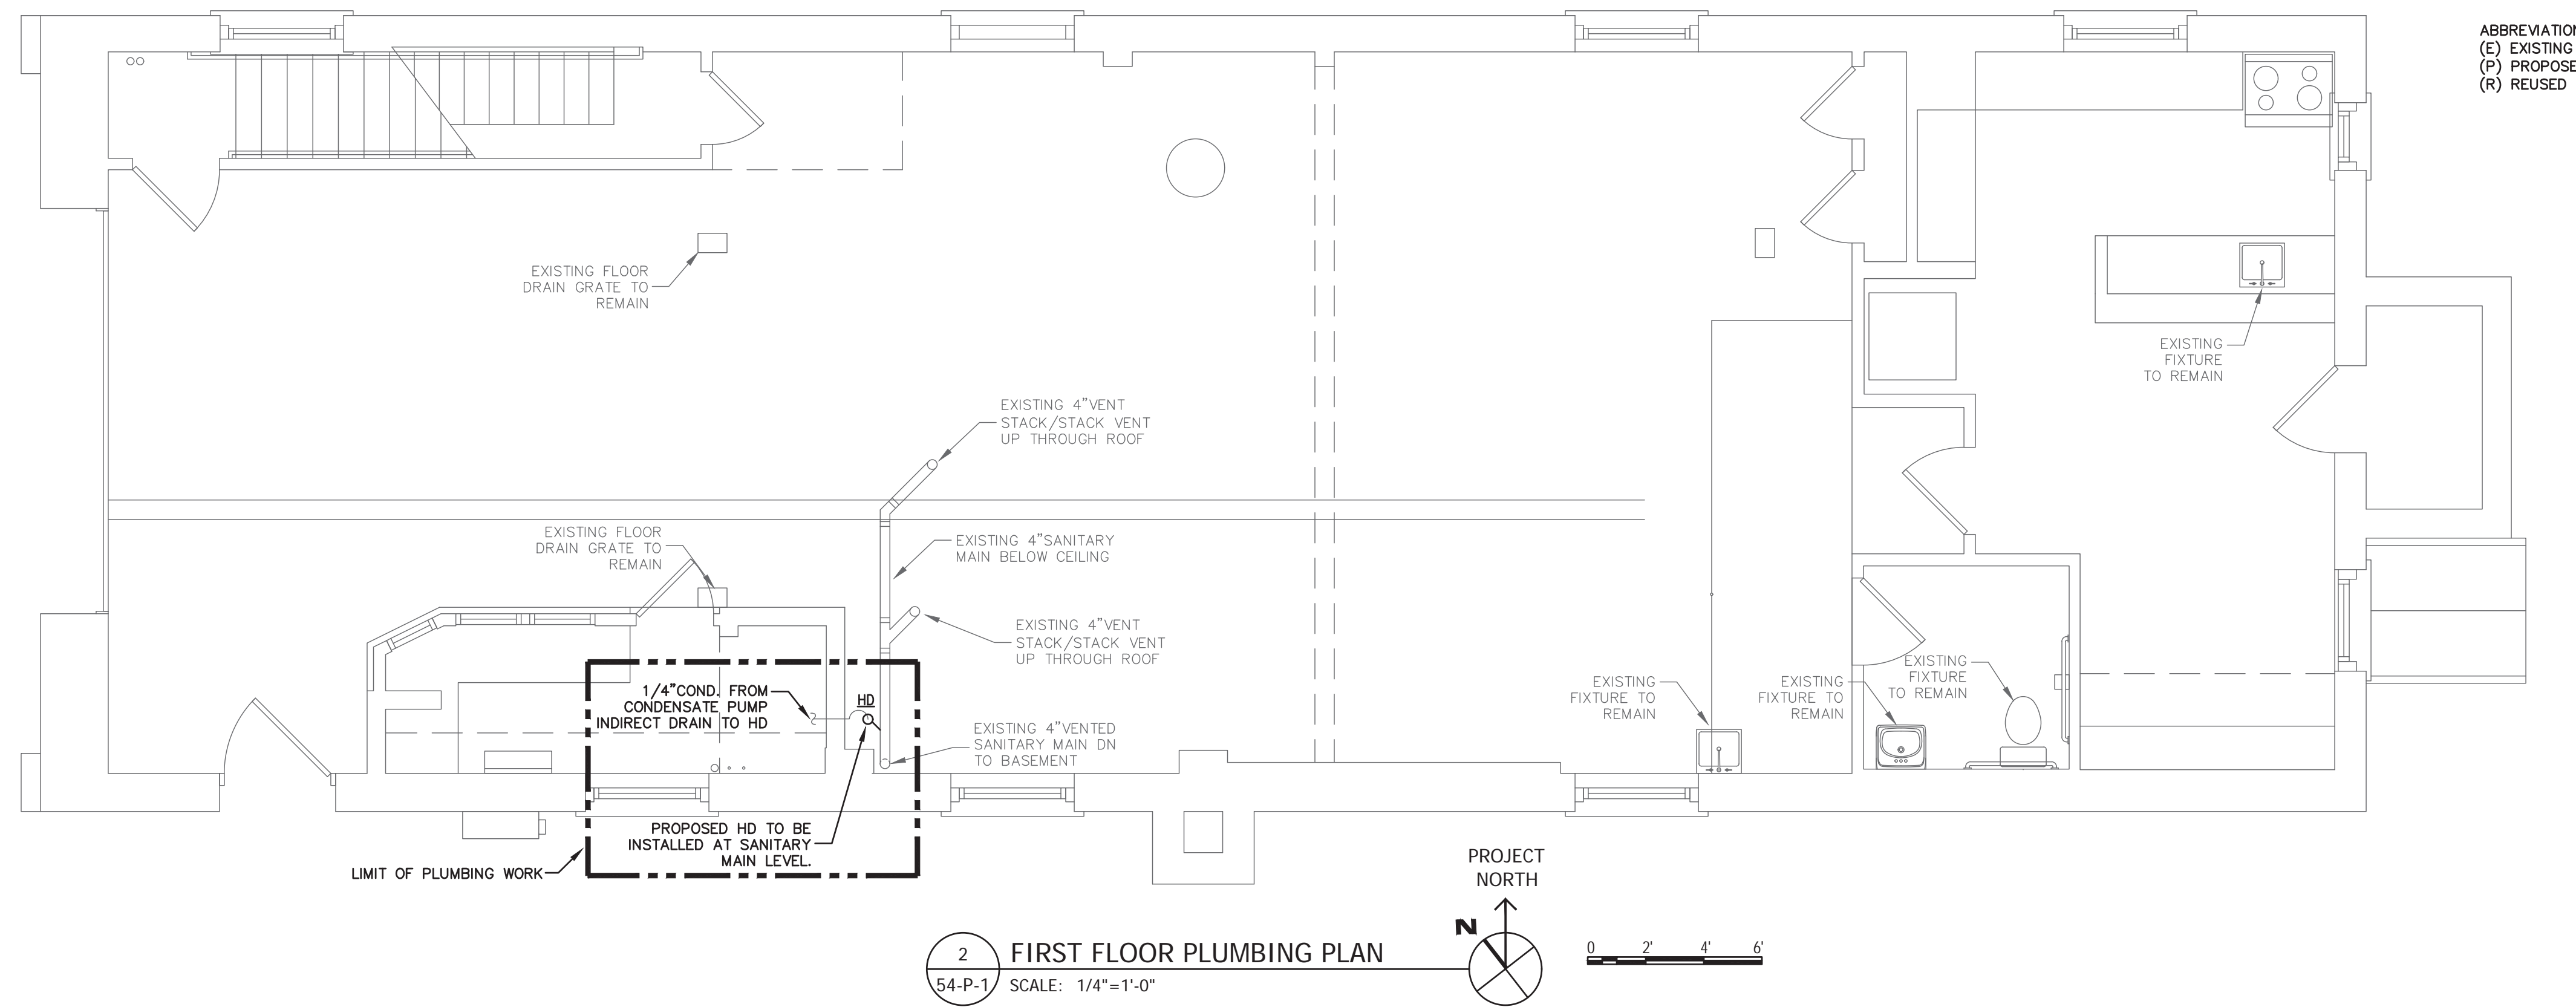 ABBREVIATION
(E) EXISTING
(P) PROPOSE
(R) REUSED
EXISTING FLOOR
DRAIN GRATE TO
REMAIN
EXISTING
FIXTURE
TO REMAIN
EXISTING 4"VENT
STACK/STACK VENT
UP THROUGH ROOF
EXISTING FLOOR
DRAIN GRATE TO
REMAIN
EXISTING 4"SANITARY
MAIN BELOW CEILING
EXISTING 4"VENT
STACK/STACK VENT
UP THROUGH ROOF
1/4"COND. FROM
CONDENSATE PUMP
INDIRECT DRAIN TO HD
HD
EXISTING 4"VENTED
SANITARY MAIN DN
TO BASEMENT
EXISTING
FIXTURE TO
REMAIN
EXISTING
FIXTURE TO
REMAIN
EXISTING
FIXTURE
TO REMAIN
PROPOSED HD TO BE
INSTALLED AT SANITARY
MAIN LEVEL.
LIMIT OF PLUMBING WORK
PROJECT
NORTH
N
2
54-P-1
FIRST FLOOR PLUMBING PLAN
SCALE: 1/4"=1'-0"
0 2' 4' 6'